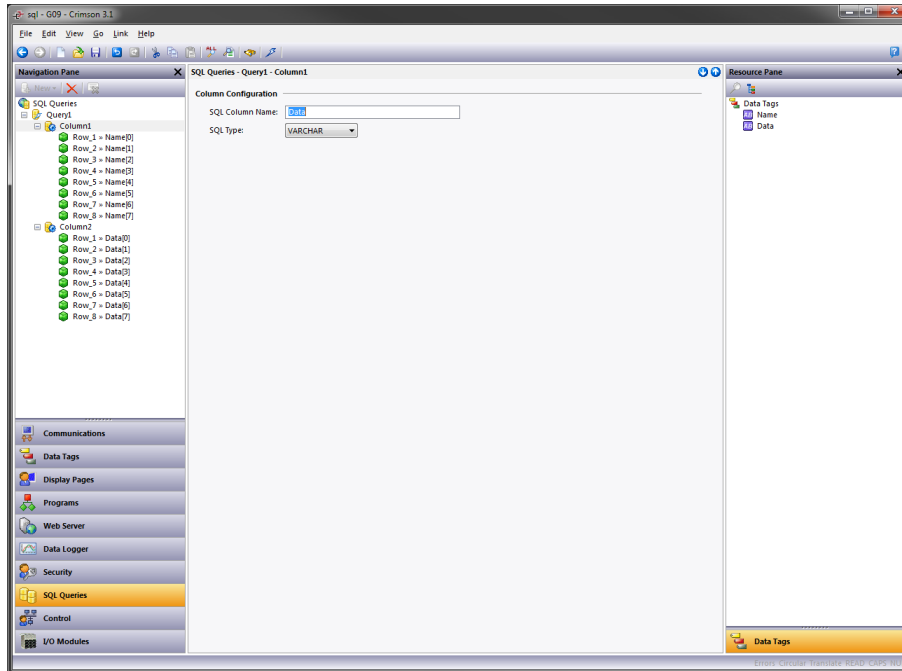 sql - G09 - Crimson 3.1
File Edit View Go Link Help
Navigation Pane
New
SQL Queries
Query1
Column1
Row_1 » Name[0]
Row_2 » Name[1]
Row_3 » Name[2]
Row_4 » Name[3]
Row_5 » Name[4]
Row_6 » Name[5]
Row_7 » Name[6]
Row_8 » Name[7]
Column2
Row_1 » Data[0]
Row_2 » Data[1]
Row_3 » Data[2]
Row_4 » Data[3]
Row_5 » Data[4]
Row_6 » Data[5]
Row_7 » Data[6]
Row_8 » Data[7]
Communications
Data Tags
Display Pages
Programs
Web Server
Data Logger
Security
SQL Queries
Control
I/O Modules
SQL Queries - Query1 - Column1
Column Configuration
SQL Column Name: Data
SQL Type: VARCHAR
Resource Pane
Data Tags
Name
Data
Data Tags
Errors Circular Translate READ CAPS